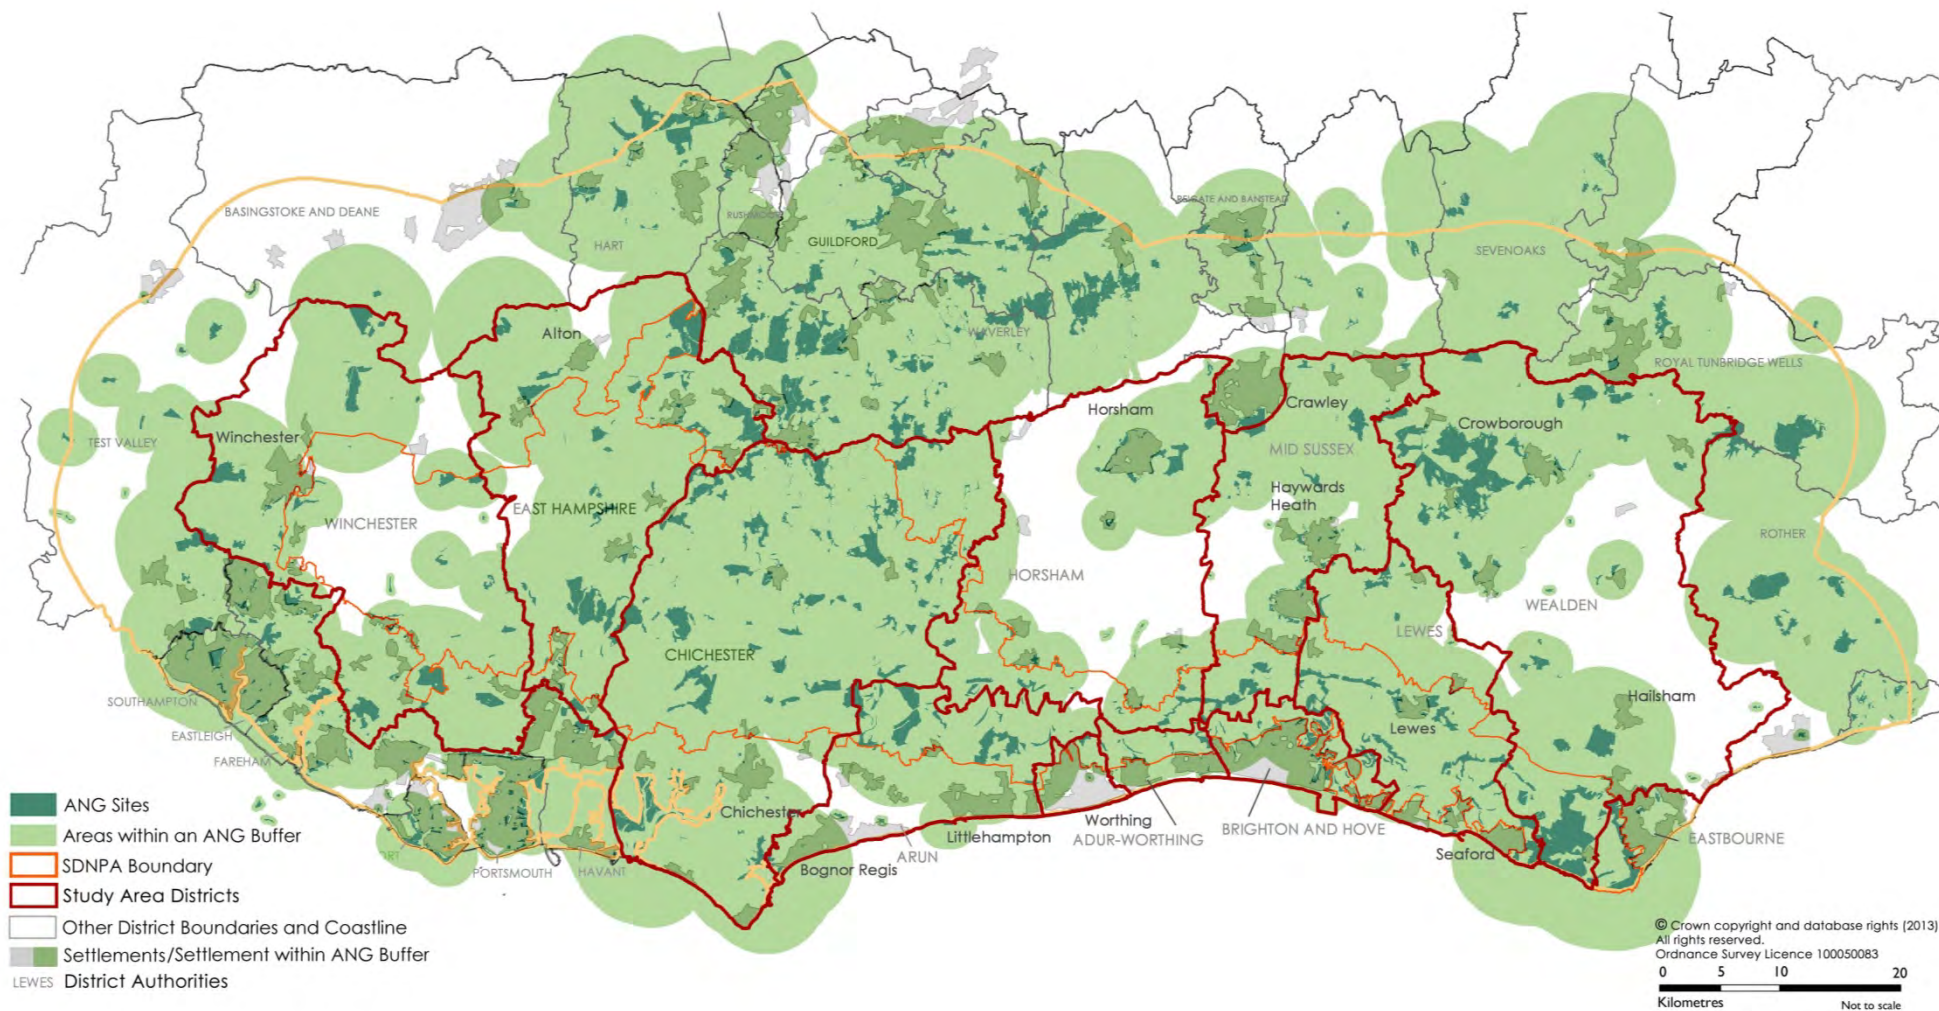 BASINGSTOKE AND DEANE
HART
RUSHMOOR
GUILDFORD
REIGATE AND BANSTEAD
SEVENOAKS
Alton
WAVERLEY
ROYAL TUNBRIDGE WELLS
TEST VALLEY
Winchester
Horsham
Crawley
Crowborough
MID SUSSEX
WINCHESTER
EAST HAMPSHIRE
Haywards
Heath
ROTHER
HORSHAM
WEALDEN
LEWES
CHICHESTER
SOUTHAMPTON
Hailsham
EASTLEIGH
Lewes
FAREHAM
Chichester
Littlehampton
Worthing
ADUR-WORTHING
BRIGHTON AND HOVE
EASTBOURNE
Seaford
ARUN
Bognor Regis
PORTSMOUTH
HAVANT
ANG Sites
Areas within an ANG Buffer
SDNPA Boundary
Study Area Districts
Other District Boundaries and Coastline
Settlements/Settlement within ANG Buffer
LEWES District Authorities
© Crown copyright and database rights (2013)
All rights reserved.
Ordnance Survey Licence 100050083
0 5 10 20
Kilometres
Not to scale